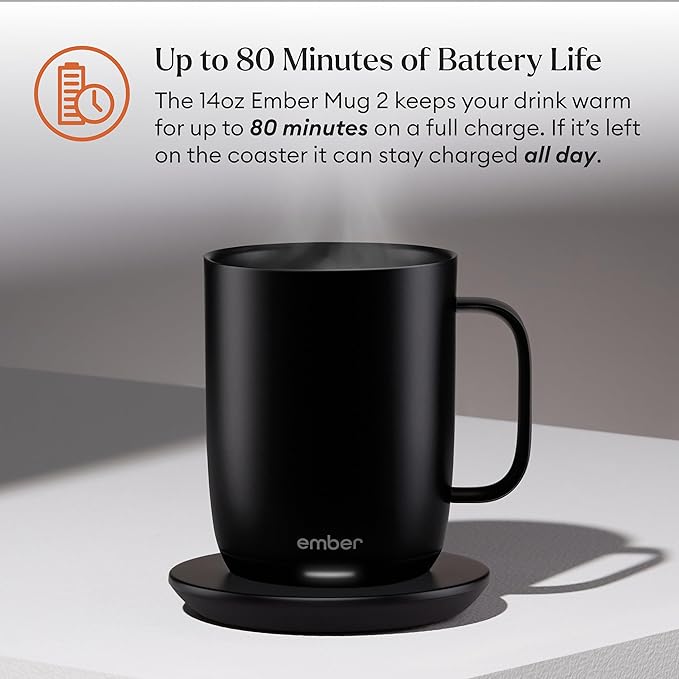 Up to 80 Minutes of Battery Life
The 14oz Ember Mug 2 keeps your drink warm
for up to 80 minutes on a full charge. If it’s left
on the coaster it can stay charged all day.
ember